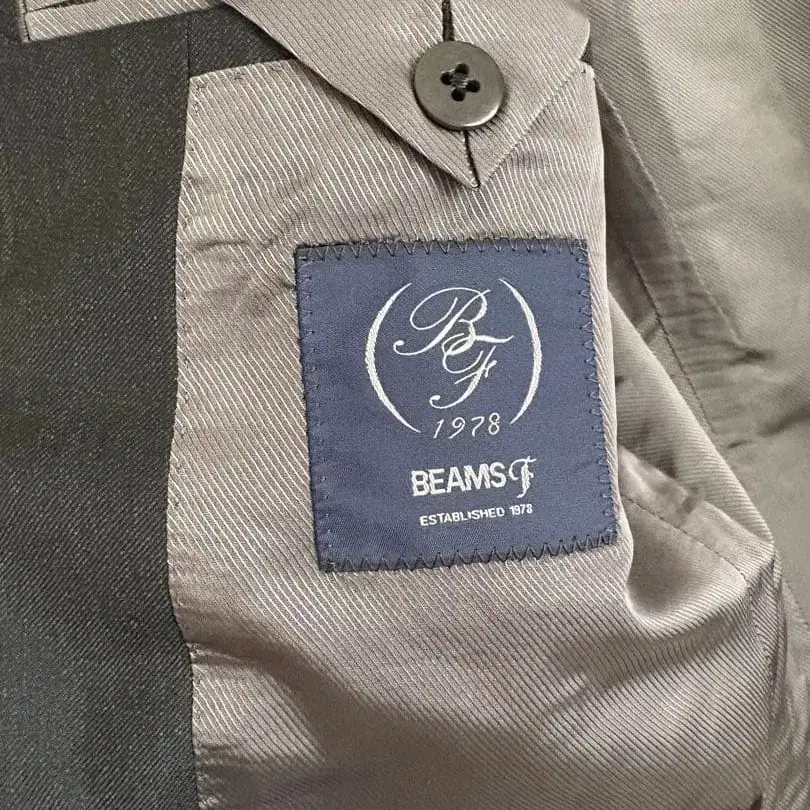 BF
1978
BEAMS F
ESTABLISHED 1978